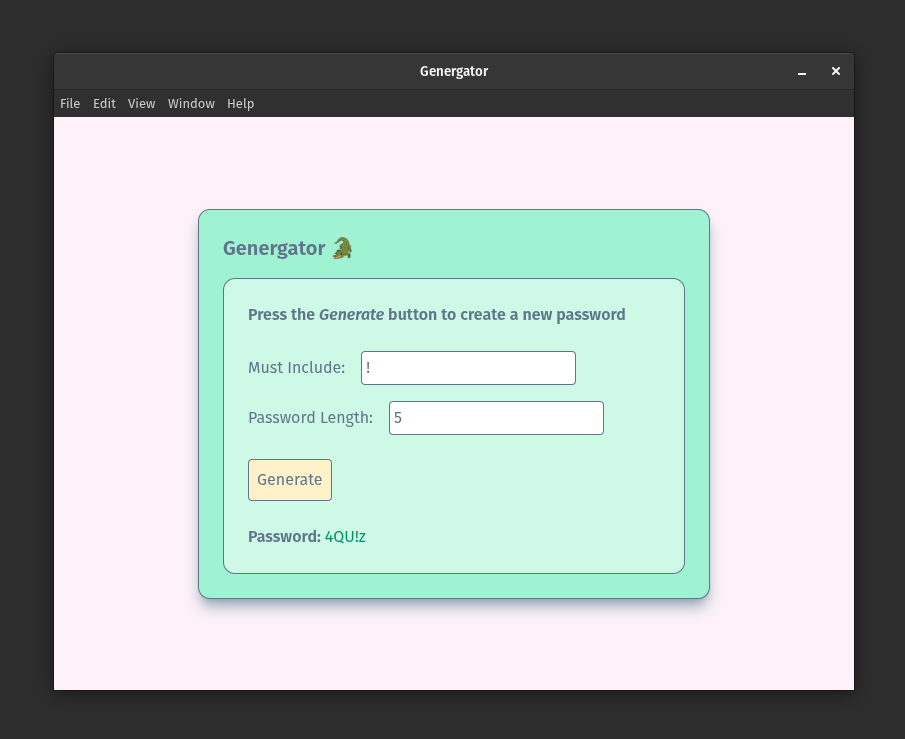 Genergator
File Edit View Window Help
Genergator 🐊
Press the Generate button to create a new password
Must Include: !
Password Length: 5
Generate
Password: 4QU!z